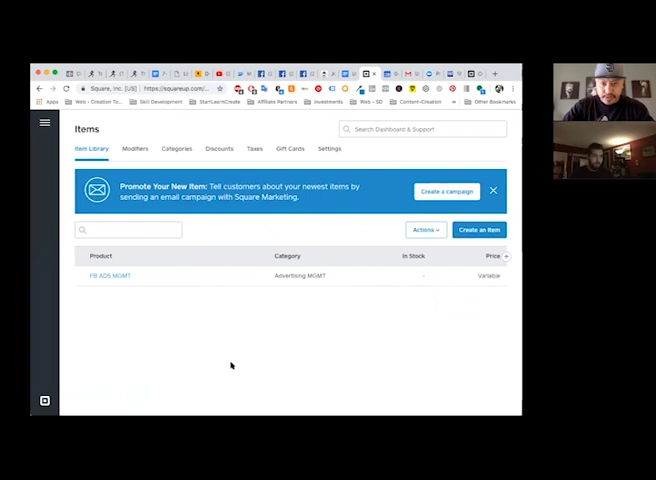 Square, Inc. [US]
https://squareup.com/...
Apps
Web - Creation To...
Skill Development
StartLearnCreate
Affiliate Partners
Investments
Web - SD
Content-Creation
Other Bookmarks
Items
Search Dashboard & Support
Item Library
Modifiers
Categories
Discounts
Taxes
Gift Cards
Settings
Promote Your New Item: Tell customers about your newest items by
sending an email campaign with Square Marketing.
Create a campaign
Actions
Create an Item
Product
Category
In Stock
Price
FB ADS MGMT
Advertising MGMT
-
Variable